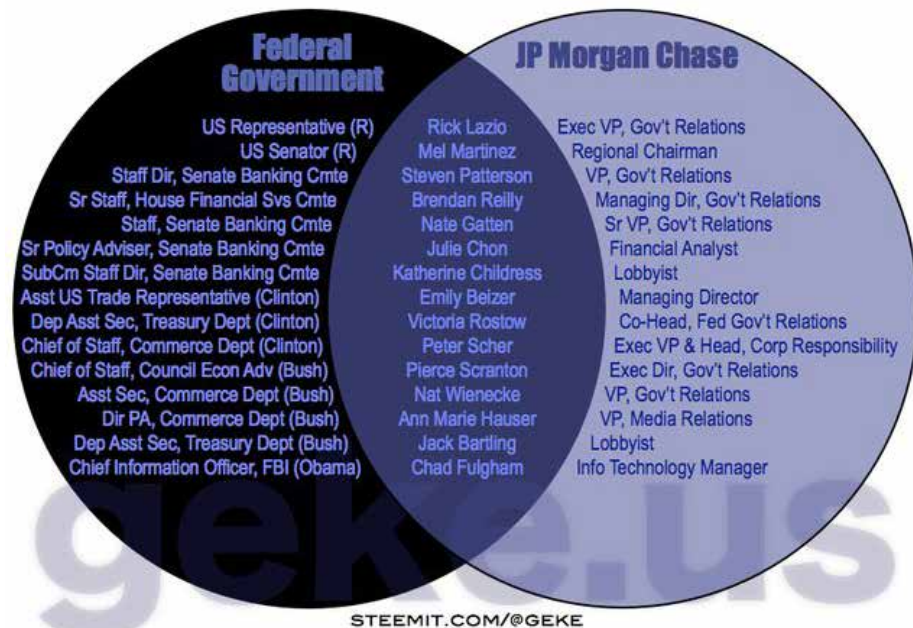 Federal
Government
JP Morgan Chase
US Representative (R) Rick Lazio Exec VP, Gov't Relations
US Senator (R) Mel Martinez Regional Chairman
Staff Dir, Senate Banking Cmte Steven Patterson VP, Gov't Relations
Sr Staff, House Financial Svs Cmte Brendan Reilly Managing Dir, Gov't Relations
Staff, Senate Banking Cmte Nate Gatten Sr VP, Gov't Relations
Sr Policy Adviser, Senate Banking Cmte Julie Chon Financial Analyst
SubCm Staff Dir, Senate Banking Cmte Katherine Childress Lobbyist
Asst US Trade Representative (Clinton) Emily Beizer Managing Director
Dep Asst Sec, Treasury Dept (Clinton) Victoria Rostow Co-Head, Fed Gov't Relations
Chief of Staff, Commerce Dept (Clinton) Peter Scher Exec VP & Head, Corp Responsibility
Chief of Staff, Council Econ Adv (Bush) Pierce Scranton Exec Dir, Gov't Relations
Asst Sec, Commerce Dept (Bush) Nat Wienecke VP, Gov't Relations
Dir PA, Commerce Dept (Bush) Ann Marie Hauser VP, Media Relations
Dep Asst Sec, Treasury Dept (Bush) Jack Bartling Lobbyist
Chief Information Officer, FBI (Obama) Chad Fulgham Info Technology Manager
geke.us
STEEMIT.COM/@GEKE